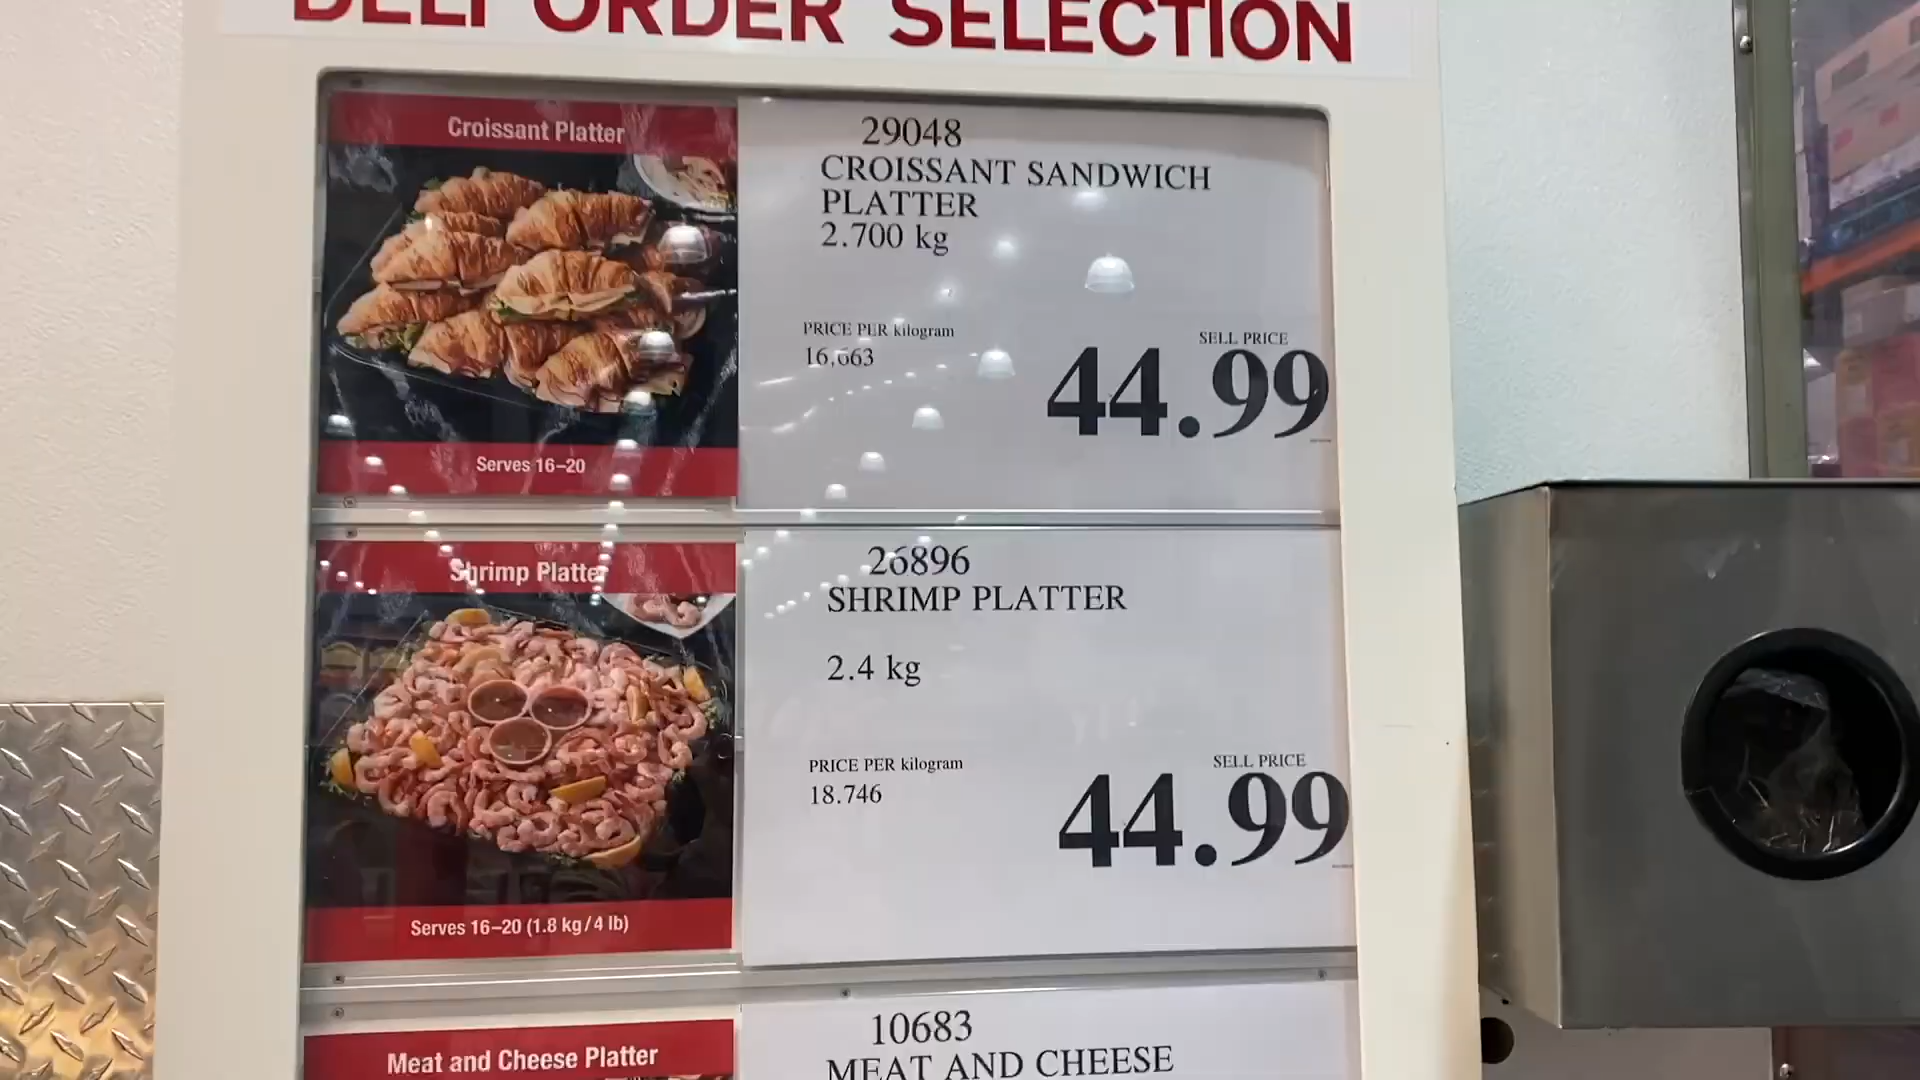 DELI ORDER SELECTION
Croissant Platter
Serves 16–20
29048
CROISSANT SANDWICH
PLATTER
2.700 kg
PRICE PER kilogram
16.663
SELL PRICE
44.99
Shrimp Platter
Serves 16–20 (1.8 kg/4 lb)
26896
SHRIMP PLATTER
2.4 kg
PRICE PER kilogram
18.746
SELL PRICE
44.99
Meat and Cheese Platter
10683
MEAT AND CHEESE